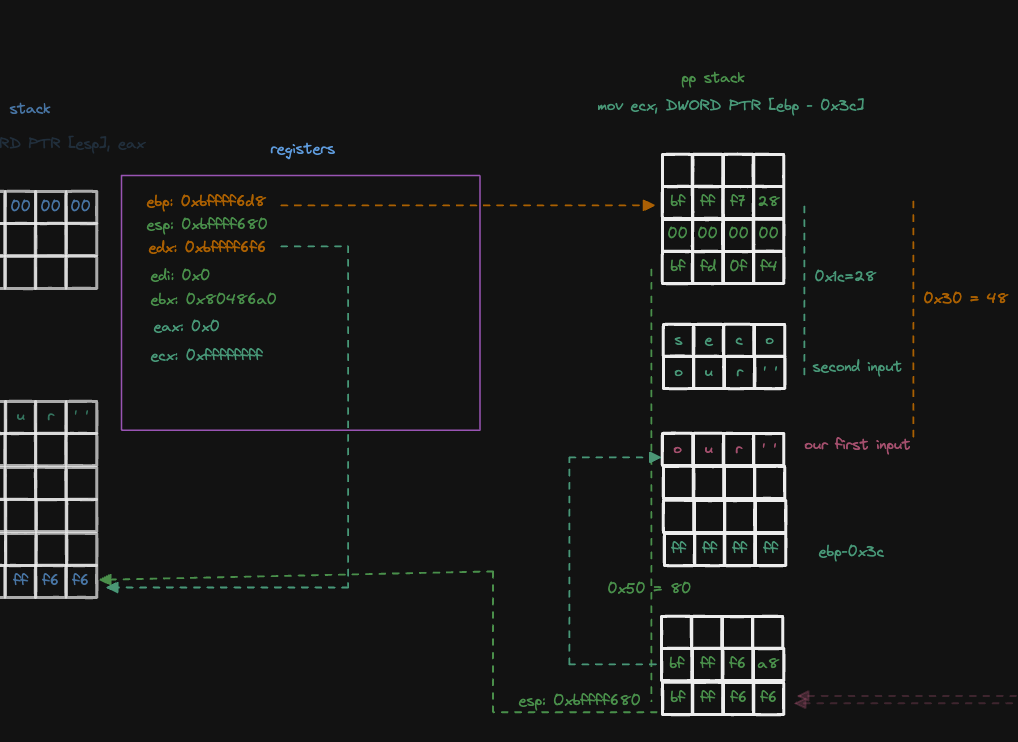 stack
RD PTR [esp], eax
00 00 00
u r ' '
ff f6 f6
registers
ebp: 0xbffff6d8
esp: 0xbffff680
edx: 0xbffff6f6
edi: 0x0
ebx: 0x80486a0
eax: 0x0
ecx: 0xffffffff
pp stack
mov ecx, DWORD PTR [ebp - 0x3c]
bf ff f7 28
00 00 00 00
bf fd 0f f4
0x1c=28
0x30 = 48
s e c o
o u r ' '
second input
o u r ' '
our first input
ff ff ff ff
ebp-0x3c
0x50 = 80
bf ff f6 a8
bf ff f6 f6
esp: 0xbffff680